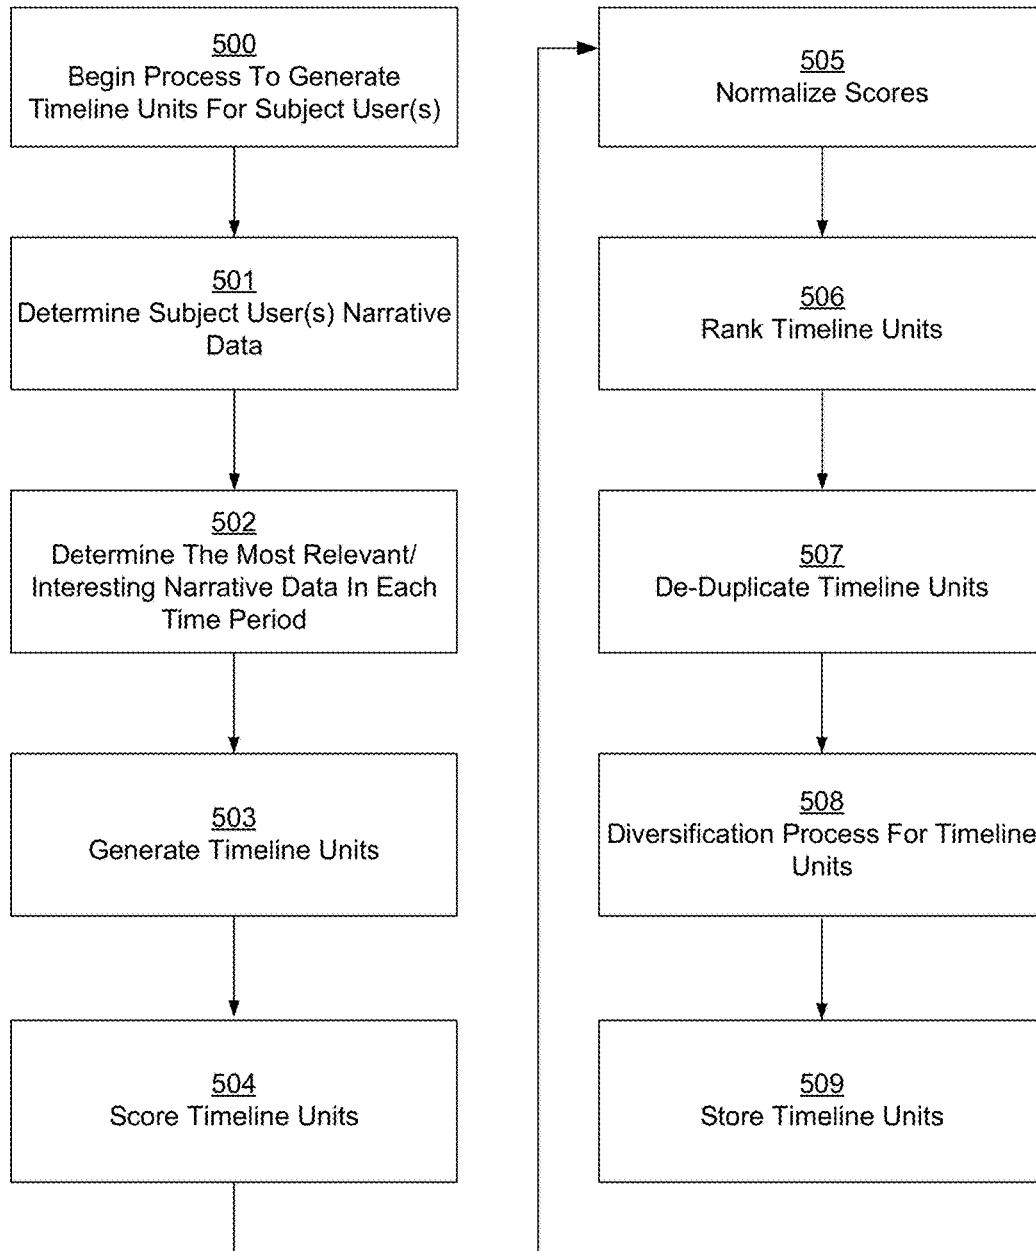 500
Begin Process To Generate
Timeline Units For Subject User(s)
501
Determine Subject User(s) Narrative
Data
502
Determine The Most Relevant/
Interesting Narrative Data In Each
Time Period
503
Generate Timeline Units
504
Score Timeline Units
505
Normalize Scores
506
Rank Timeline Units
507
De-Duplicate Timeline Units
508
Diversification Process For Timeline
Units
509
Store Timeline Units